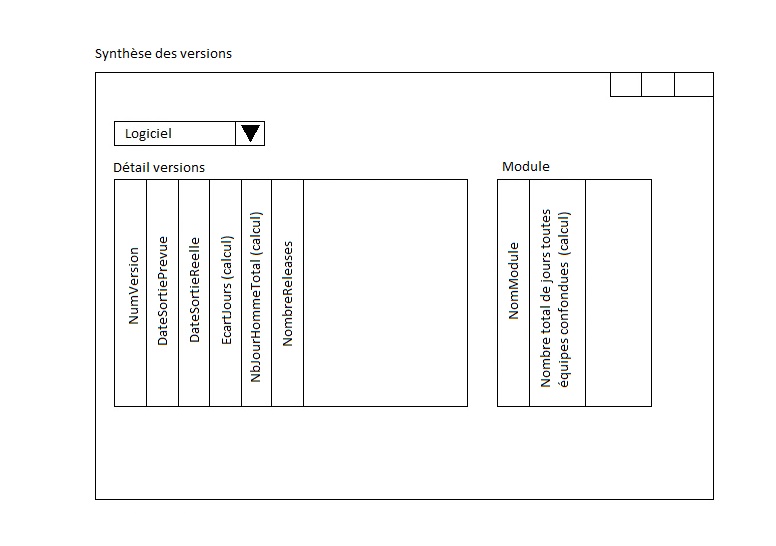 Synthèse des versions
Logiciel
Détail versions
Module
NumVersion
DateSortiePrevue
DateSortieReelle
EcartJours (calcul)
NbJourHommeTotal (calcul)
NombreReleases
NomModule
Nombre total de jours toutes
équipes confondues (calcul)